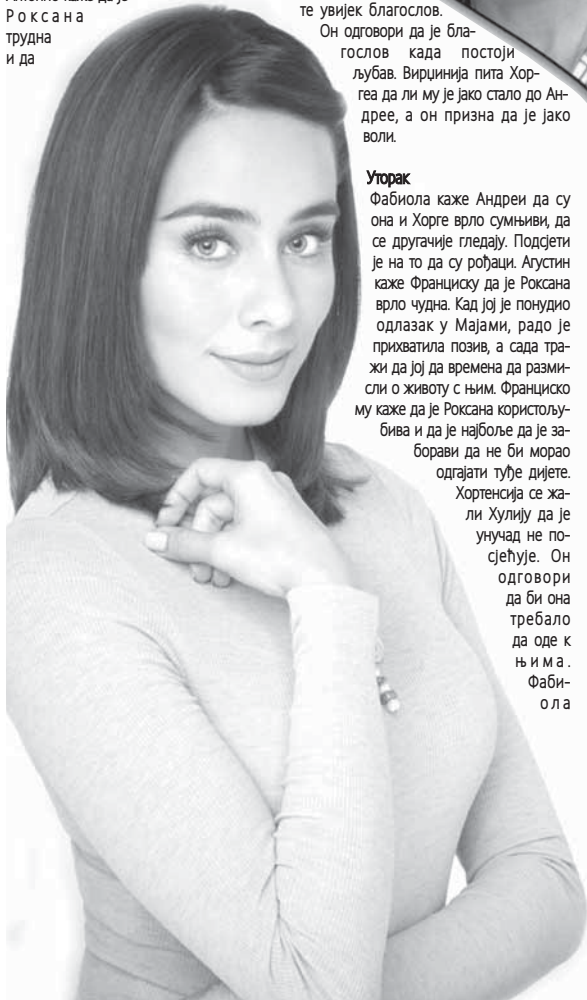 Роксана
трудна
и да
те увијек благослов.
Он одговори да је бла-
гослов када постоји
љубав. Вирџинија пита Хор-
геа да ли му је јако стало до Ан-
дрее, а он призна да је јако
воли.
Уторак
Фабиола каже Андреи да су
она и Хорге врло сумњиви, да
се другачије гледају. Подсјети
је на то да су рођаци. Агустин
каже Франциску да је Роксана
врло чудна. Кад јој је понудио
одлазак у Мајами, радо је
прихватила позив, а сада тра-
жи да јој да времена да разми-
сли о животу с њим. Франциско
му каже да је Роксана користољу-
бива и да је најбоље да је за-
борави да не би морао
одгајати туђе дијете.
Хортенсија се жа-
ли Хулију да је
унучад не по-
сјећује. Он
одговори
да би она
требало
да оде к
њима.
Фаби-
ола